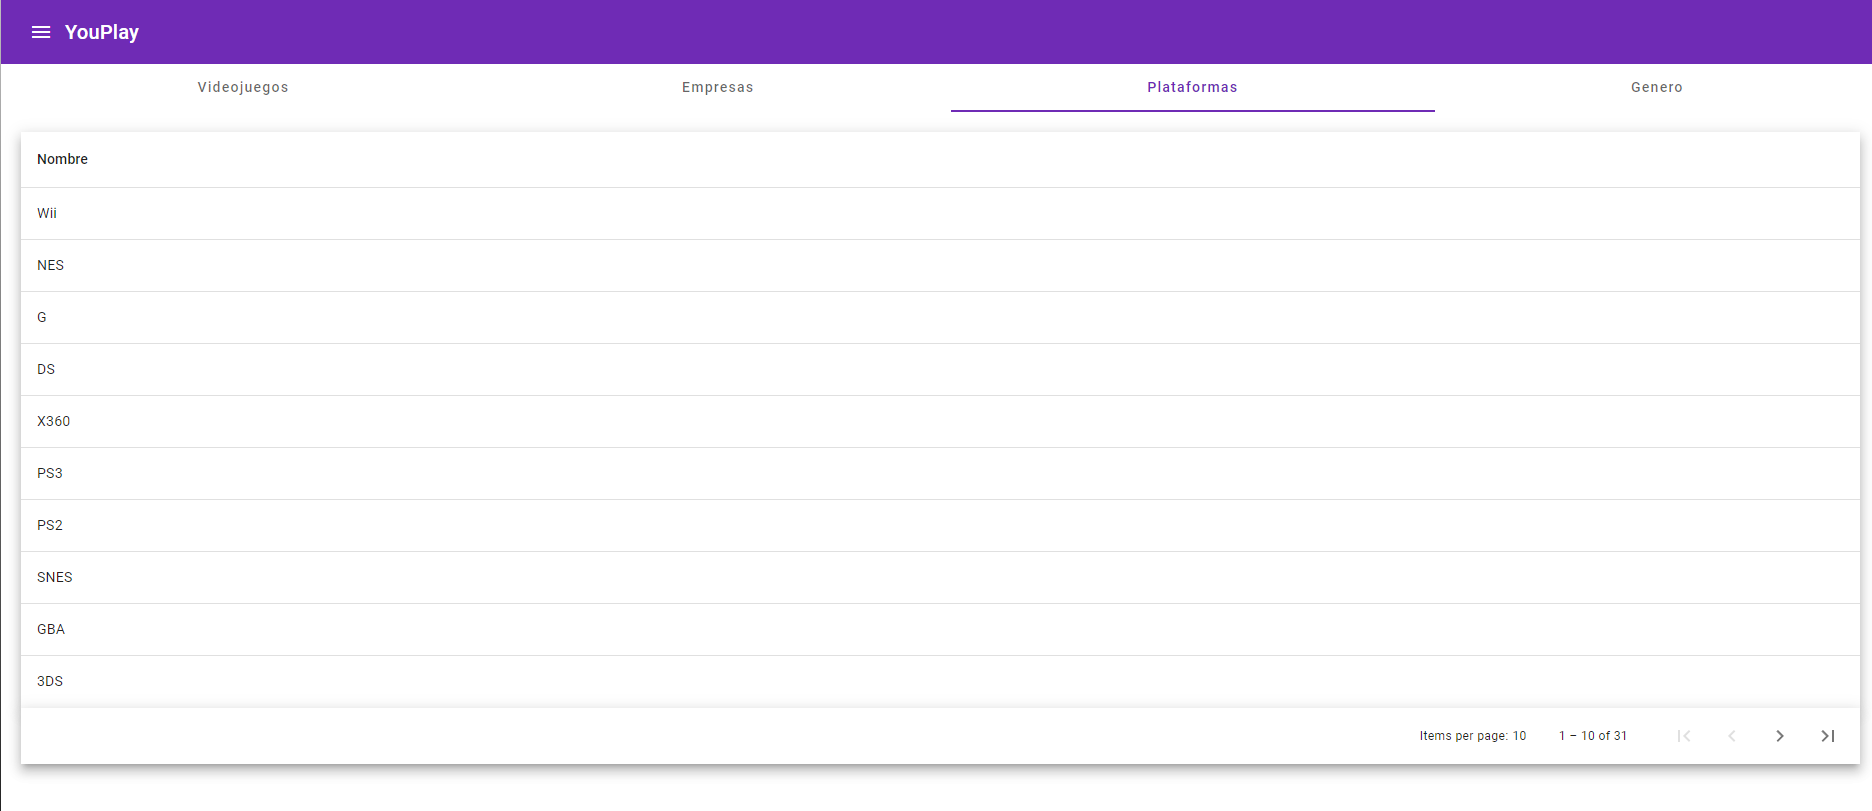 YouPlay
Videojuegos Empresas Plataformas Genero
Nombre
Wii
NES
G
DS
X360
PS3
PS2
SNES
GBA
3DS
Items per page: 10 1 – 10 of 31